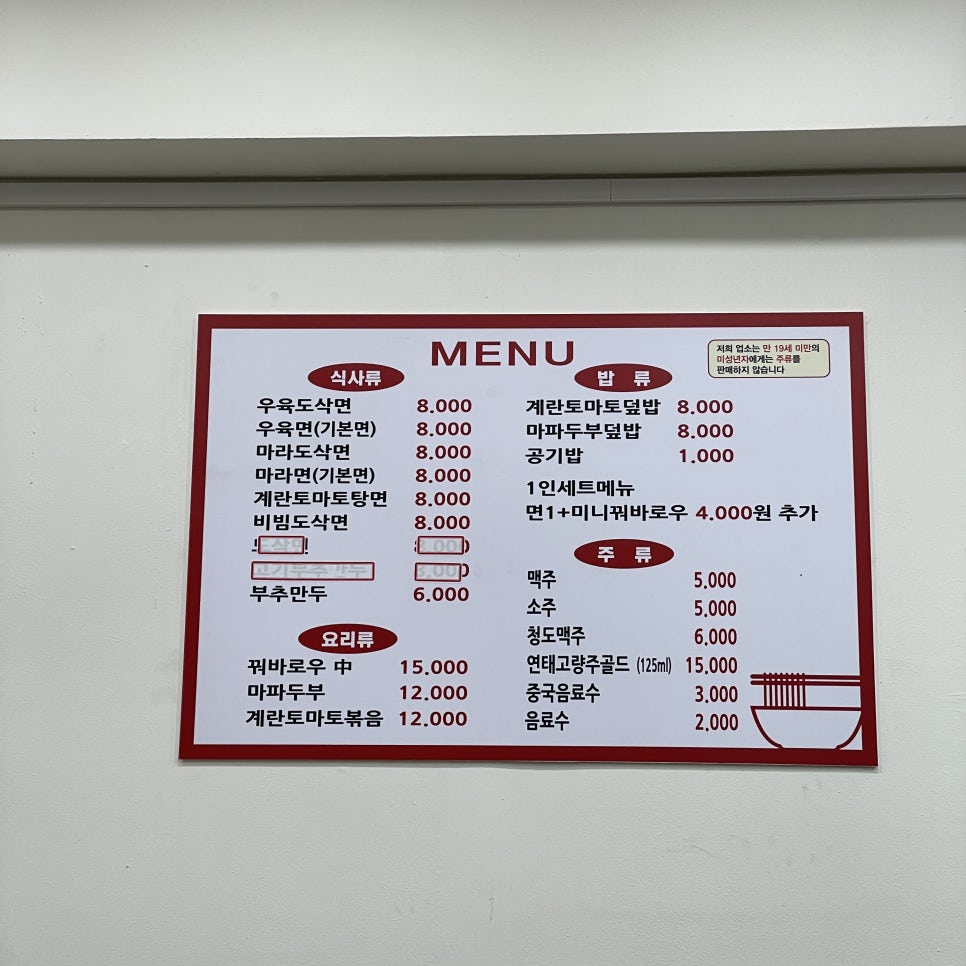 MENU
저희 업소는 만 19세 미만의
미성년자에게는 주류를
판매하지 않습니다
식사류
우육도삭면 8.000
우육면(기본면) 8.000
마라도삭면 8.000
마라면(기본면) 8.000
계란토마토탕면 8.000
비빔도삭면 8.000
부추만두 6.000
요리류
꿔바로우 中 15.000
마파두부 12.000
계란토마토볶음 12.000
밥 류
계란토마토덮밥 8.000
마파두부덮밥 8.000
공기밥 1.000
1인세트메뉴
면1+미니꿔바로우 4.000원 추가
주 류
맥주 5,000
소주 5,000
청도맥주 6,000
연태고량주골드 (125ml) 15,000
중국음료수 3,000
음료수 2,000